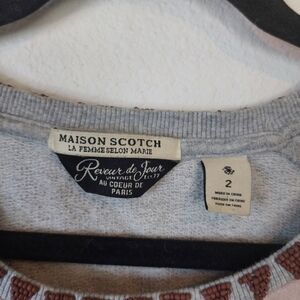 MAISON SCOTCH
LA FEMME SELON MARIE
Reveur de Jour
AU COEUR DE
PARIS
2
MADE IN CHINA